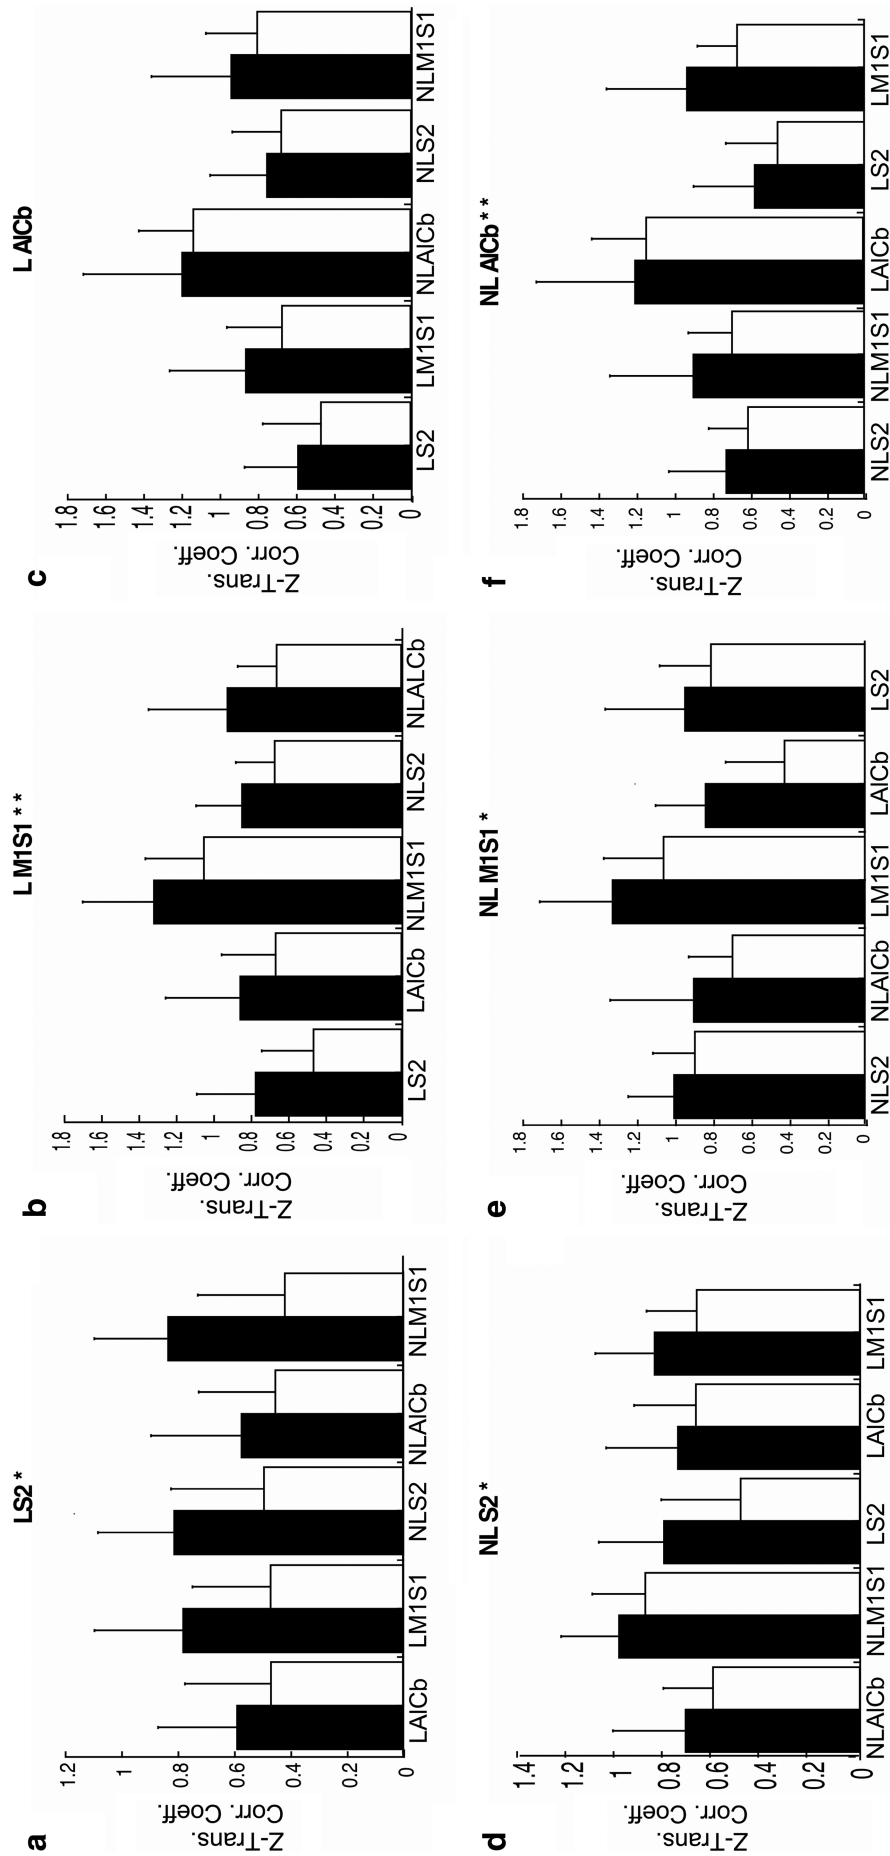 a
LS2 *
Z-Trans.
Corr. Coeff.
1.2
1
0.8
0.6
0.4
0.2
0
LAICb LM1S1 NLS2 NLAICb NLM1S1
b
L M1S1 * *
Z-Trans.
Corr. Coeff.
1.8
1.6
1.4
1.2
1
0.8
0.6
0.4
0.2
0
LS2 LAICb NLM1S1 NLS2 NLALCb
c
L AICb
Z-Trans.
Corr. Coeff.
1.8
1.6
1.4
1.2
1
0.8
0.6
0.4
0.2
0
LS2 LM1S1 NLAICb NLS2 NLM1S1
d
NL S2 *
Z-Trans.
Corr. Coeff.
1.4
1.2
1
0.8
0.6
0.4
0.2
0
NLAICb NLM1S1 LS2 LAICb LM1S1
e
NL M1S1 *
Z-Trans.
Corr. Coeff.
1.8
1.6
1.4
1.2
1
0.8
0.6
0.4
0.2
0
NLS2 NLAICb LM1S1 LAICb LS2
f
NL AICb * *
Z-Trans.
Corr. Coeff.
1.8
1.6
1.4
1.2
1
0.8
0.6
0.4
0.2
0
NLS2 NLM1S1 LAICb LS2 LM1S1